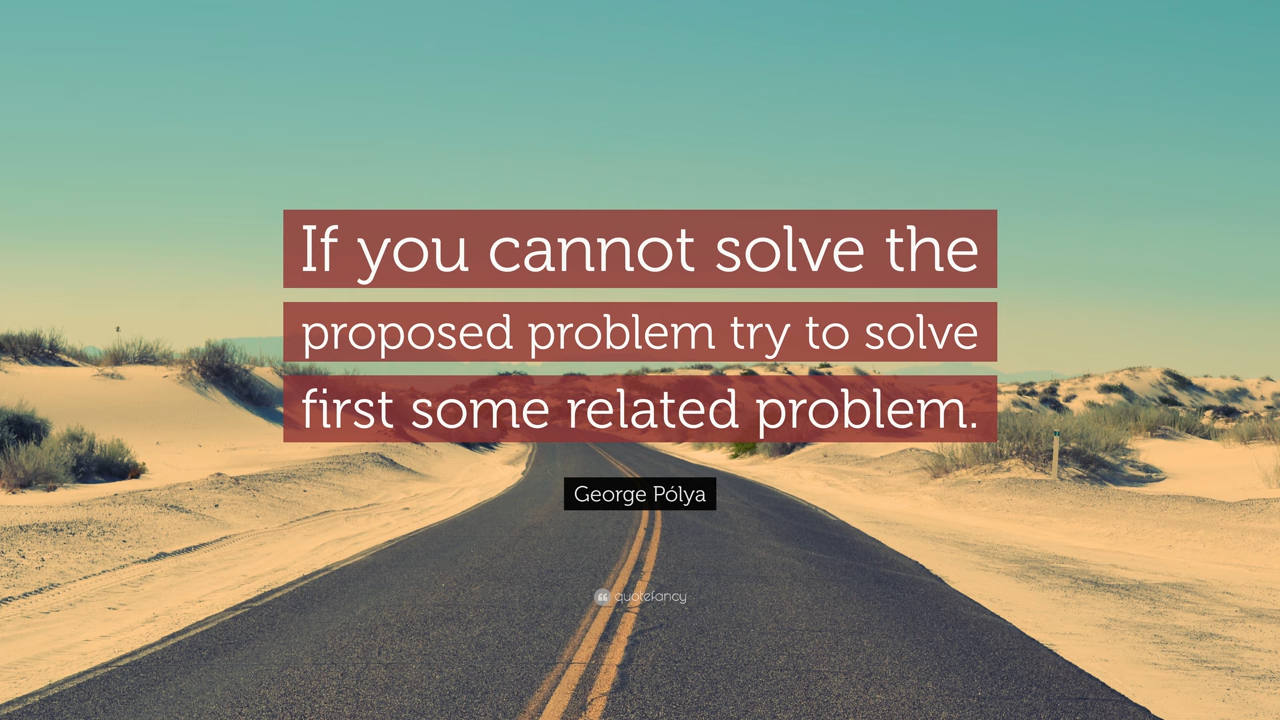 If you cannot solve the
proposed problem try to solve
first some related problem.
George Pólya
quotefancy